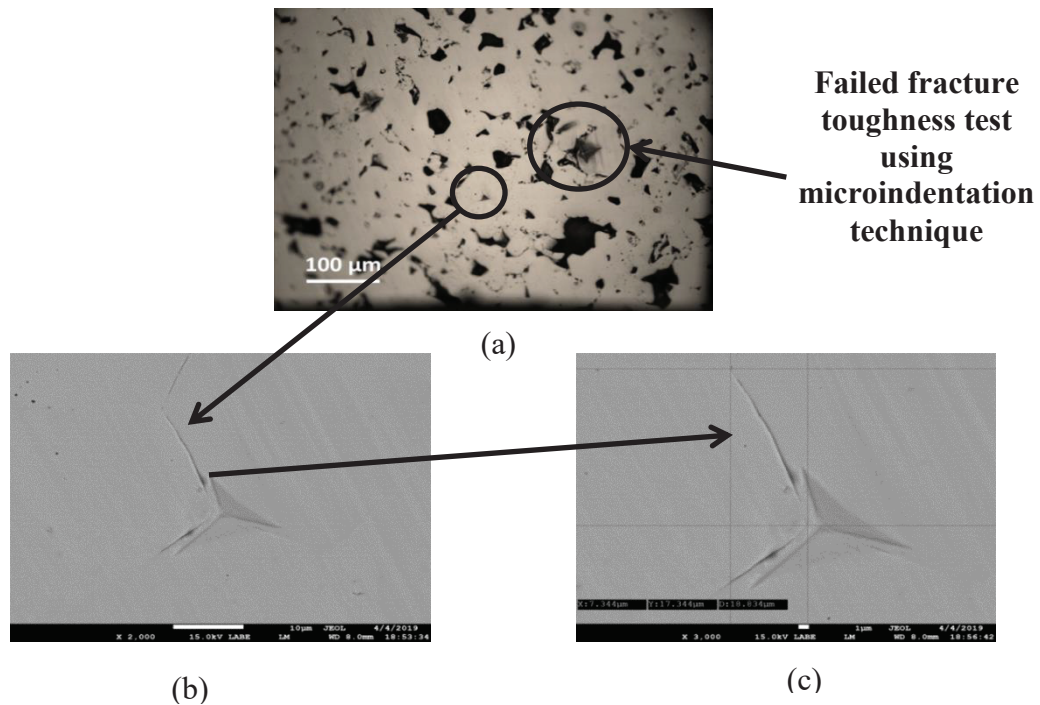 Failed fracture
toughness test
using
microindentation
technique
100 µm
(a)
10µm JEOL 4/4/2019
X 2,000 15.0kV LABE LM WD 8.0mm 18:53:34
X:7.344µm Y:17.344µm D:18.834µm
1µm JEOL 4/4/2019
X 3,000 15.0kV LABE LM WD 8.0mm 18:56:42
(b)
(c)